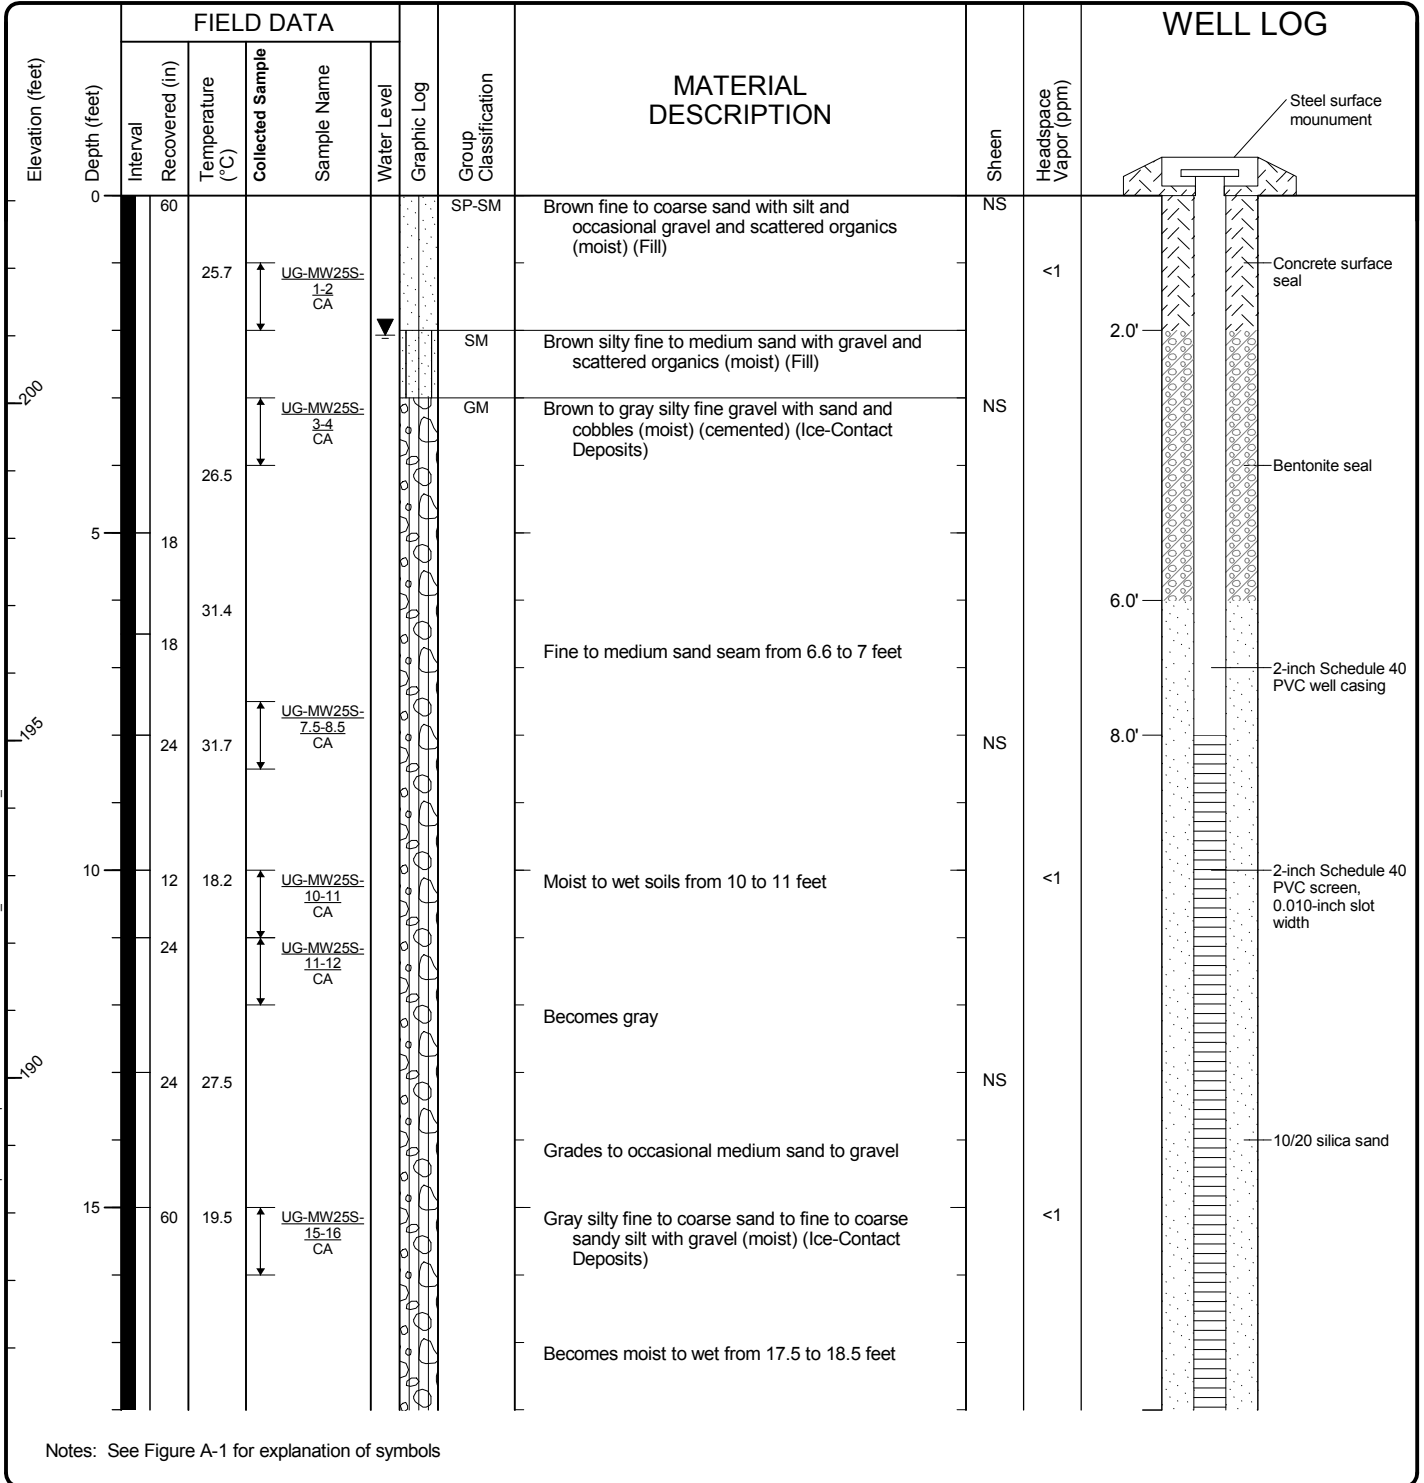 FIELD DATA
WELL LOG
Elevation (feet)
Depth (feet)
Interval
Recovered (in)
Temperature
(°C)
Collected Sample
Sample Name
Water Level
Graphic Log
Group
Classification
MATERIAL
DESCRIPTION
Sheen
Headspace
Vapor (ppm)
Steel surface
mounument
0
60
SP-SM
Brown fine to coarse sand with silt and
occasional gravel and scattered organics
(moist) (Fill)
NS
25.7
UG-MW25S-
1-2
CA
<1
Concrete surface
seal
2.0'
SM
Brown silty fine to medium sand with gravel and
scattered organics (moist) (Fill)
200
UG-MW25S-
3-4
CA
GM
Brown to gray silty fine gravel with sand and
cobbles (moist) (cemented) (Ice-Contact
Deposits)
NS
26.5
Bentonite seal
5
18
31.4
6.0'
18
Fine to medium sand seam from 6.6 to 7 feet
2-inch Schedule 40
PVC well casing
195
24
31.7
UG-MW25S-
7.5-8.5
CA
NS
8.0'
10
12
18.2
UG-MW25S-
10-11
CA
Moist to wet soils from 10 to 11 feet
<1
2-inch Schedule 40
PVC screen,
0.010-inch slot
width
24
UG-MW25S-
11-12
CA
Becomes gray
190
24
27.5
NS
Grades to occasional medium sand to gravel
10/20 silica sand
15
60
19.5
UG-MW25S-
15-16
CA
Gray silty fine to coarse sand to fine to coarse
sandy silt with gravel (moist) (Ice-Contact
Deposits)
<1
Becomes moist to wet from 17.5 to 18.5 feet
Notes: See Figure A-1 for explanation of symbols